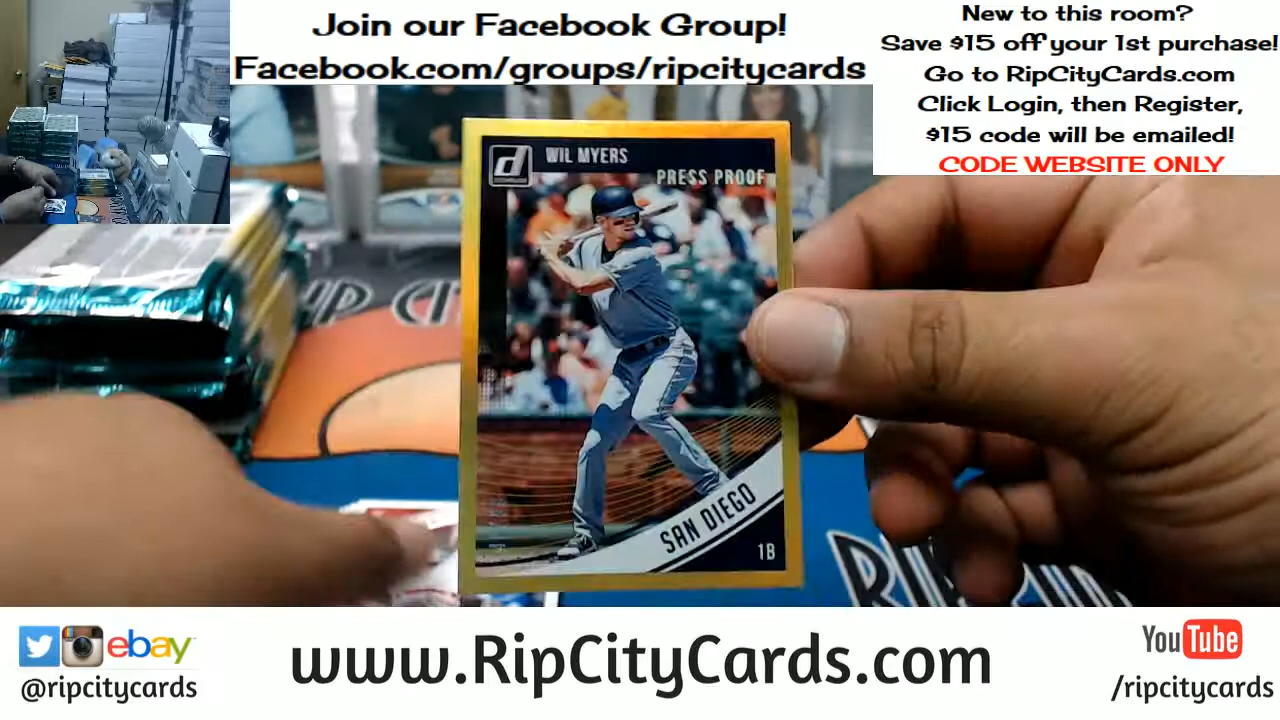 Join our Facebook Group!
Facebook.com/groups/ripcitycards
New to this room?
Save $15 off your 1st purchase!
Go to RipCityCards.com
Click Login, then Register,
$15 code will be emailed!
CODE WEBSITE ONLY
d
WIL MYERS
PRESS PROOF
SAN DIEGO
1B
RIP CITY
ebay
@ripcitycards
www.RipCityCards.com
YouTube
/ripcitycards